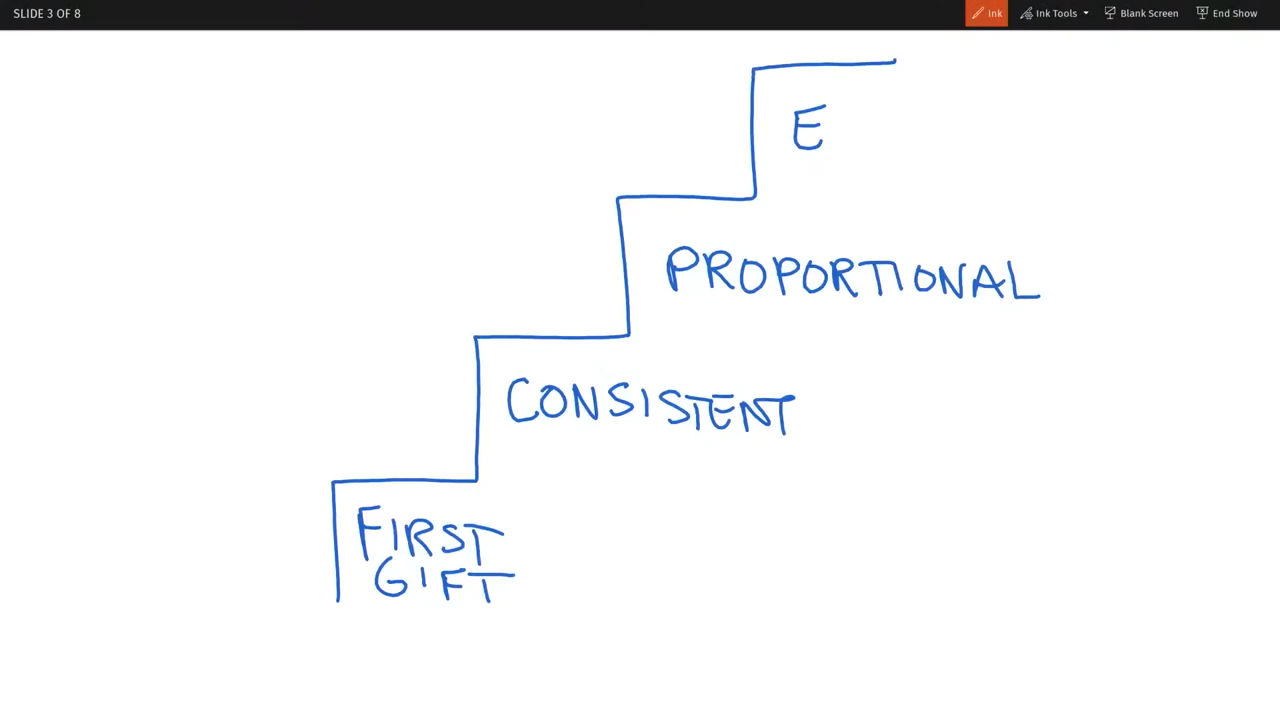 SLIDE 3 OF 8
Ink
Ink Tools
Blank Screen
End Show
E
PROPORTIONAL
CONSISTENT
FIRST
GIFT